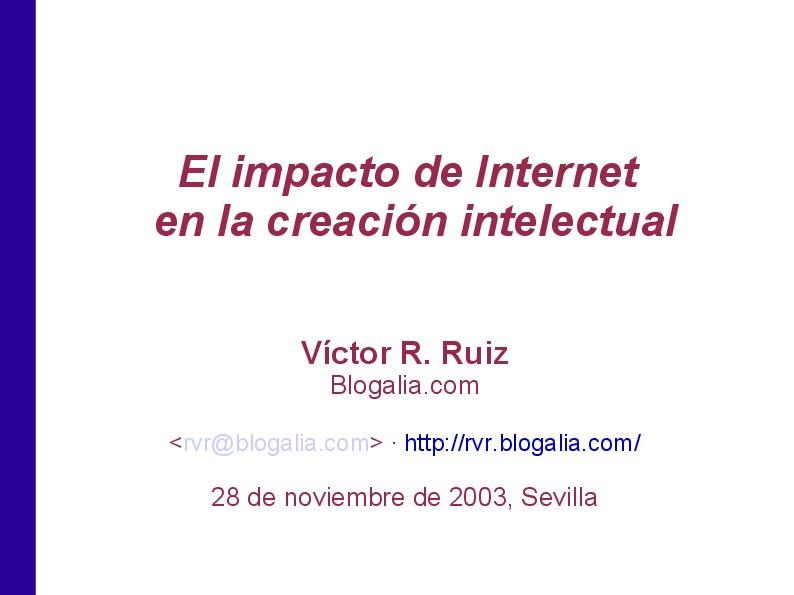 El impacto de Internet
en la creación intelectual
Víctor R. Ruiz
Blogalia.com
<rvr@blogalia.com> · http://rvr.blogalia.com/
28 de noviembre de 2003, Sevilla